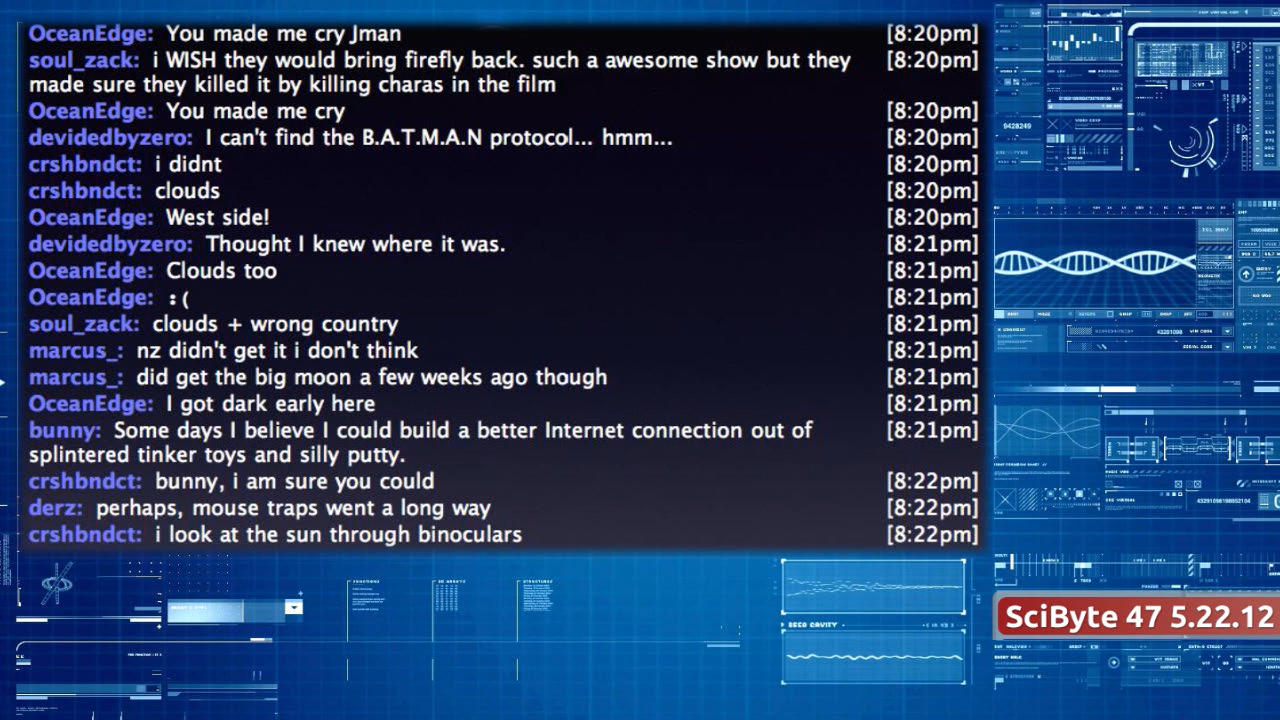 OceanEdge: You made me cry Jman [8:20pm]
soul_zack: i WISH they would bring firefly back. such a awesome show but they [8:20pm]
made sure they killed it by killing charas in the film
OceanEdge: You made me cry [8:20pm]
devidedbyzero: I can't find the B.A.T.M.A.N protocol... hmm... [8:20pm]
crshbndct: i didnt [8:20pm]
crshbndct: clouds [8:20pm]
OceanEdge: West side! [8:20pm]
devidedbyzero: Thought I knew where it was. [8:21pm]
OceanEdge: Clouds too [8:21pm]
OceanEdge: :( [8:21pm]
soul_zack: clouds + wrong country [8:21pm]
marcus_: nz didn't get it i don't think [8:21pm]
marcus_: did get the big moon a few weeks ago though [8:21pm]
OceanEdge: I got dark early here [8:21pm]
bunny: Some days I believe I could build a better Internet connection out of [8:21pm]
splintered tinker toys and silly putty.
crshbndct: bunny, i am sure you could [8:22pm]
derz: perhaps, mouse traps went a long way [8:22pm]
crshbndct: i look at the sun through binoculars [8:22pm]
9428249
SciByte 47 5.22.12